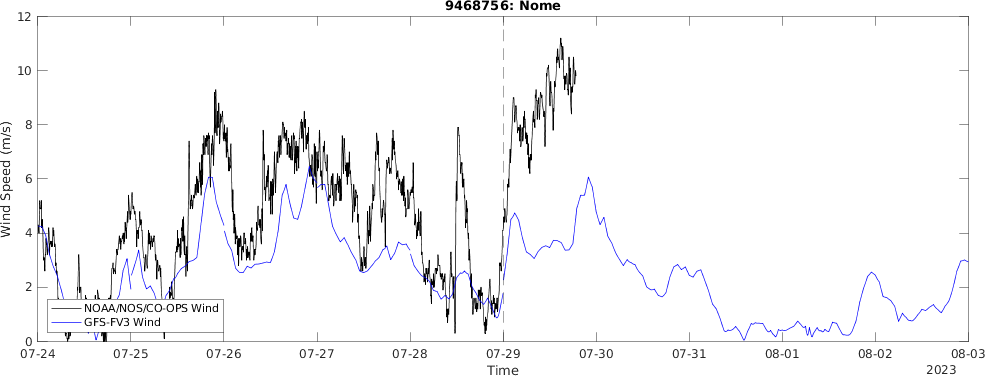 9468756: Nome
12
10
8
6
4
2
0
Wind Speed (m/s)
NOAA/NOS/CO-OPS Wind
GFS-FV3 Wind
07-24 07-25 07-26 07-27 07-28 07-29 07-30 07-31 08-01 08-02 08-03
Time
2023